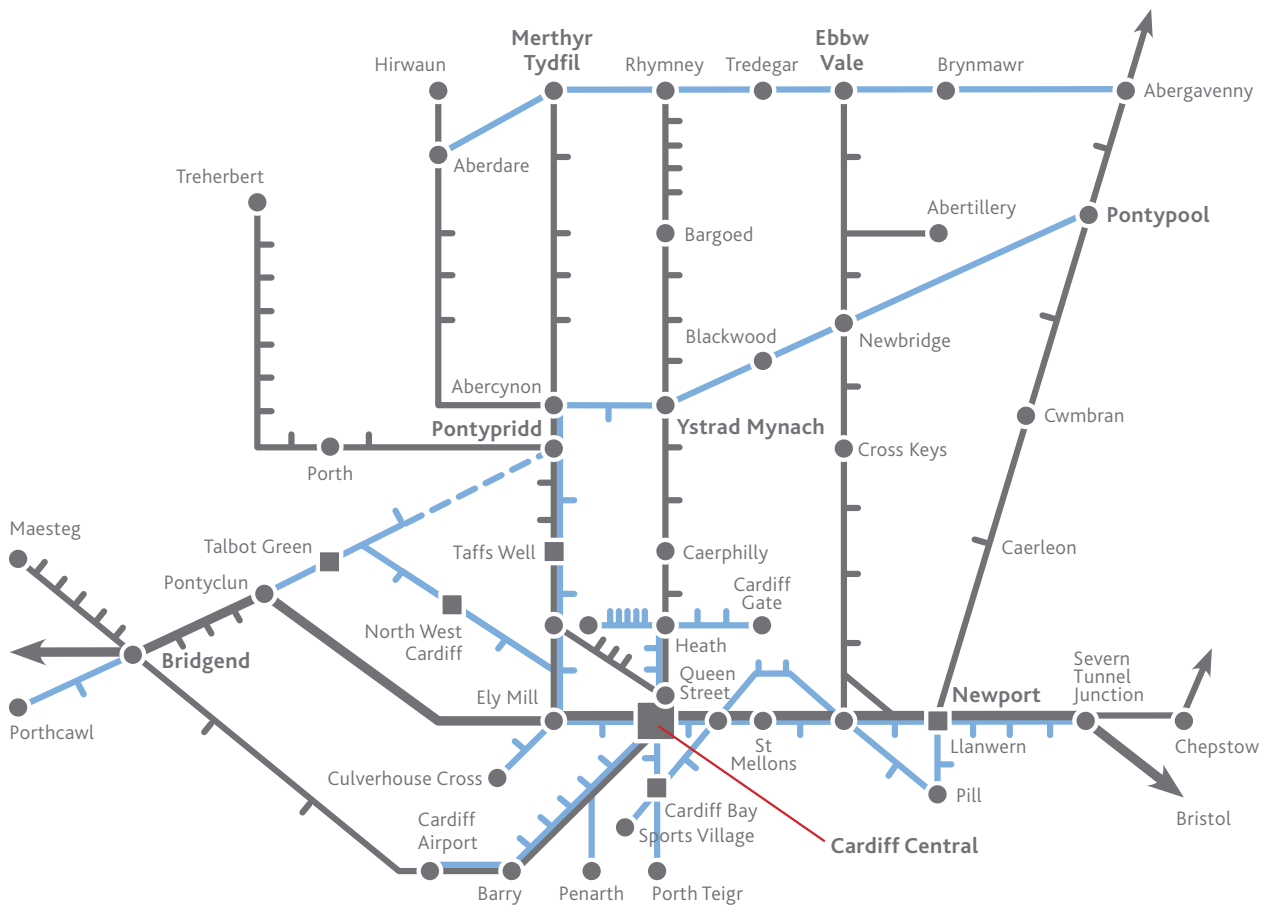 Merthyr
Tydfil
Ebbw
Vale
Hirwaun
Rhymney
Tredegar
Brynmawr
Abergavenny
Aberdare
Treherbert
Abertillery
Pontypool
Bargoed
Blackwood
Newbridge
Abercynon
Cwmbran
Pontypridd
Ystrad Mynach
Cross Keys
Porth
Maesteg
Talbot Green
Taffs Well
Caerphilly
Caerleon
Pontyclun
Cardiff
Gate
North West
Cardiff
Heath
Bridgend
Queen
Street
Severn
Tunnel
Junction
Ely Mill
Newport
Porthcawl
St
Mellons
Llanwern
Chepstow
Culverhouse Cross
Pill
Cardiff
Airport
Cardiff Bay
Sports Village
Bristol
Cardiff Central
Barry
Penarth
Porth Teigr